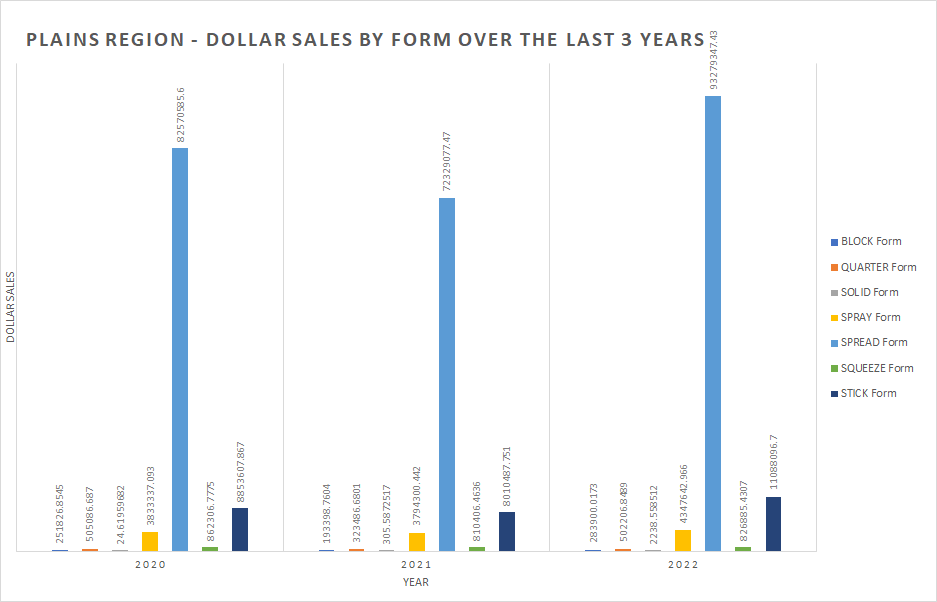 PLAINS REGION - DOLLAR SALES BY FORM OVER THE LAST 3 YEARS
DOLLAR SALES
251826.8545
505086.687
24.61959682
3833337.093
82570585.6
862306.7775
8853607.867
193398.7604
323486.6801
305.5872517
3794300.442
72329077.47
810406.4636
8010487.751
283900.0173
502206.8489
2238.558512
4347642.966
93279347.43
826885.4307
11088096.7
2020
2021
2022
YEAR
BLOCK Form
QUARTER Form
SOLID Form
SPRAY Form
SPREAD Form
SQUEEZE Form
STICK Form